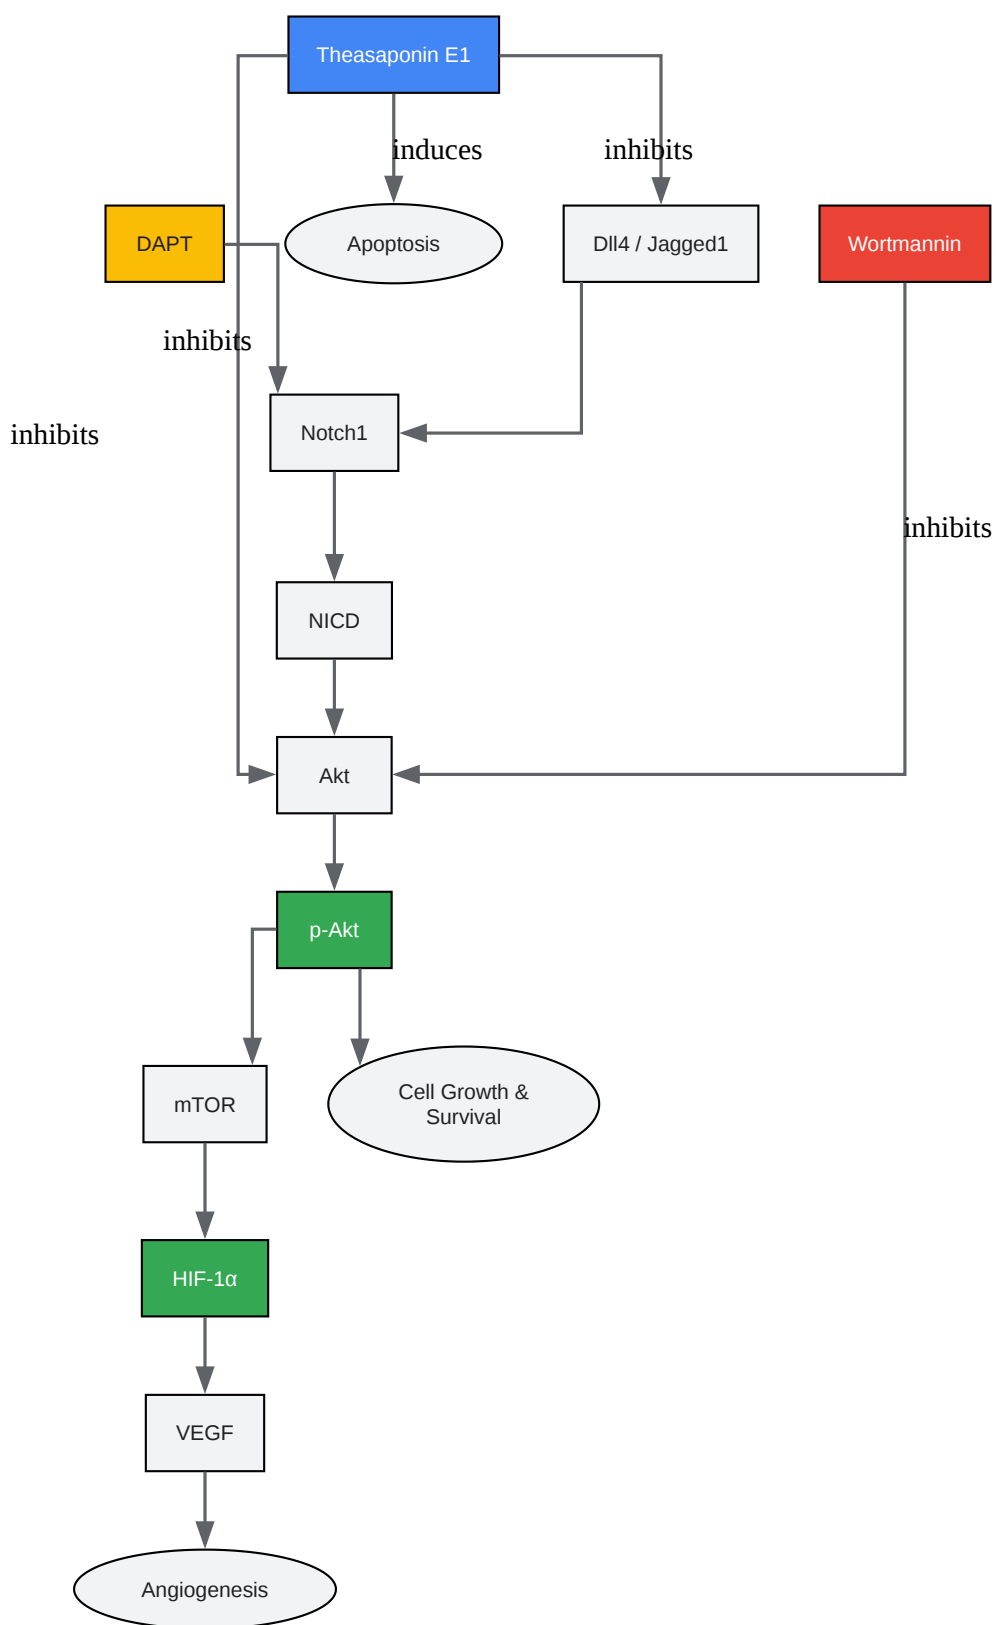 Theasaponin E1
induces
inhibits
DAPT
Apoptosis
Dll4 / Jagged1
Wortmannin
inhibits
inhibits
Notch1
inhibits
NICD
Akt
p-Akt
mTOR
Cell Growth &
Survival
HIF-1α
VEGF
Angiogenesis